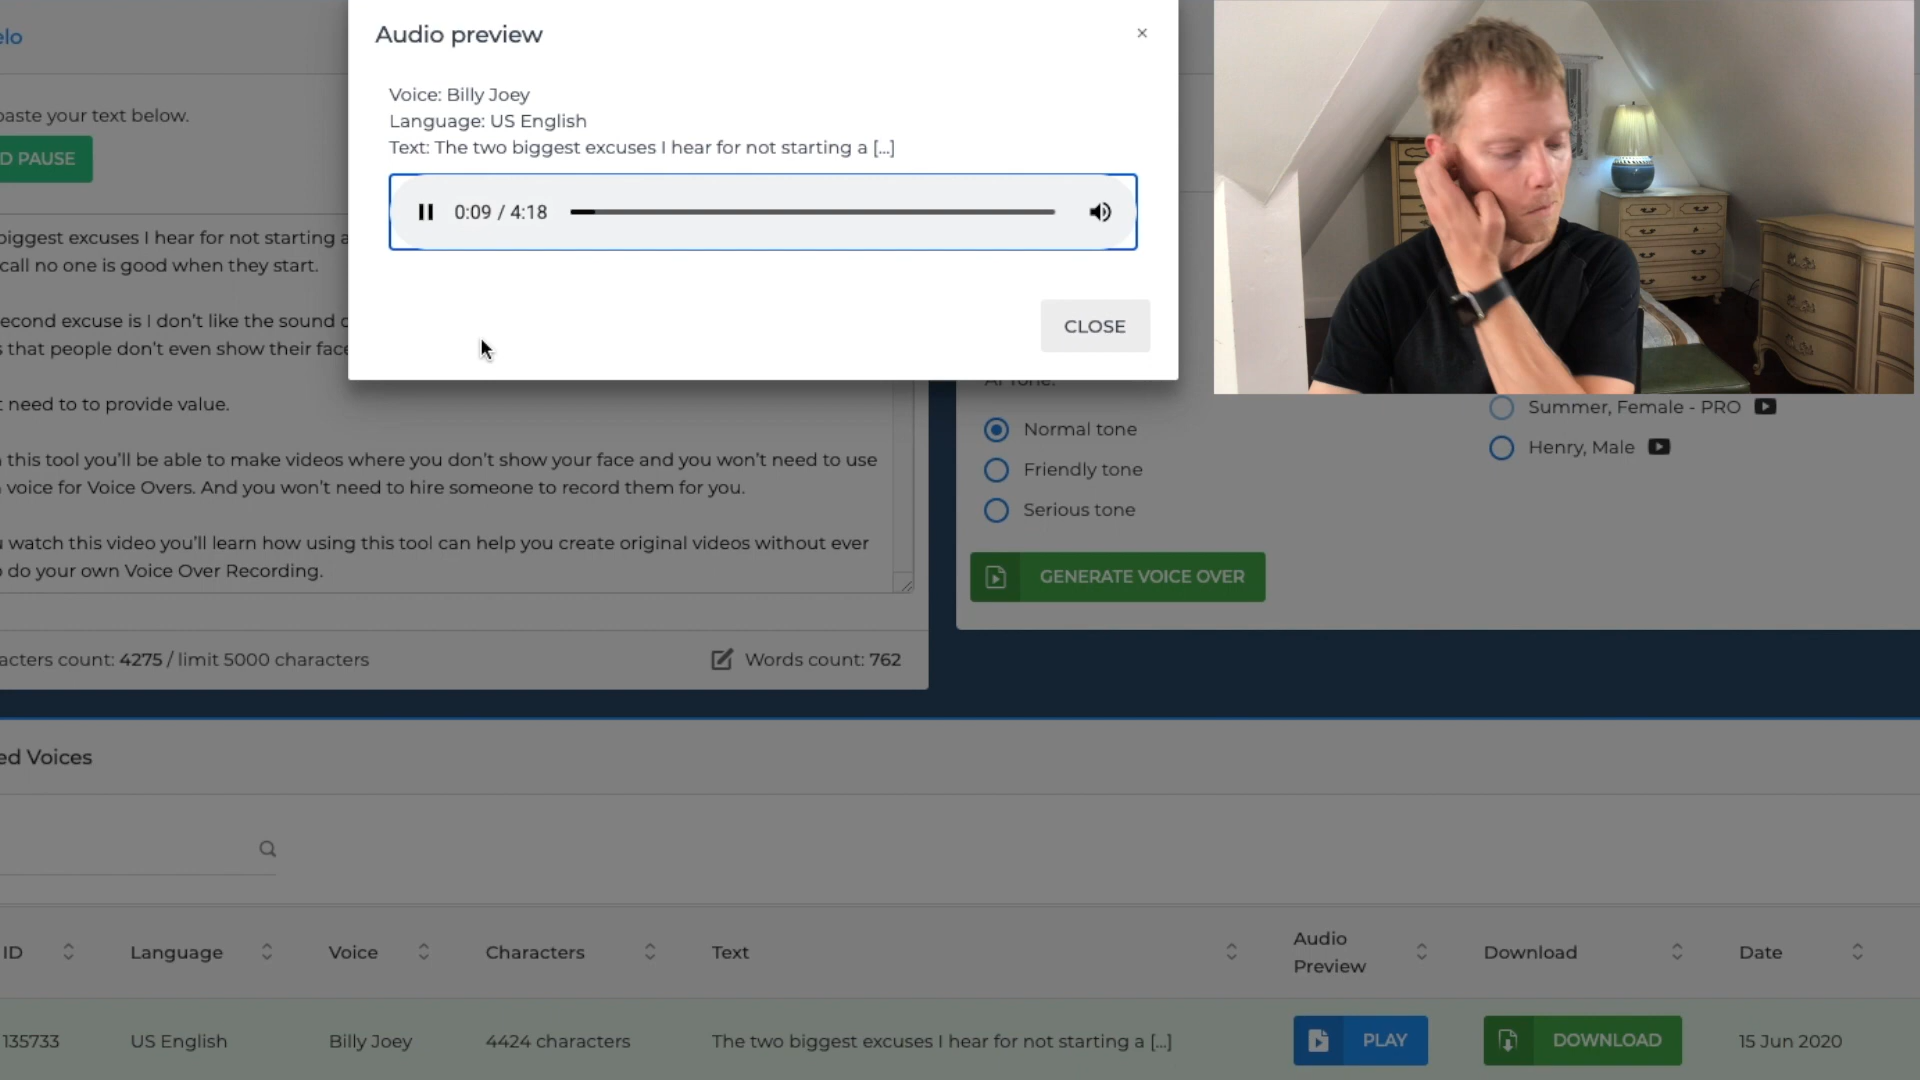 elo
Audio preview
×
Voice: Billy Joey
Language: US English
Text: The two biggest excuses I hear for not starting a [...]
0:09 / 4:18
CLOSE
paste your text below.
D PAUSE
biggest excuses I hear for not starting a
call no one is good when they start.
econd excuse is I don't like the sound
s that people don't even show their face
t need to to provide value.
this tool you'll be able to make videos where you don't show your face and you won't need to use
voice for Voice Overs. And you won't need to hire someone to record them for you.
u watch this video you'll learn how using this tool can help you create original videos without ever
o do your own Voice Over Recording.
acters count: 4275 / limit 5000 characters
Words count: 762
AI Tone:
Normal tone
Friendly tone
Serious tone
Summer, Female - PRO
Henry, Male
GENERATE VOICE OVER
ed Voices
ID
Language
Voice
Characters
Text
Audio
Preview
Download
Date
135733
US English
Billy Joey
4424 characters
The two biggest excuses I hear for not starting a [...]
PLAY
DOWNLOAD
15 Jun 2020